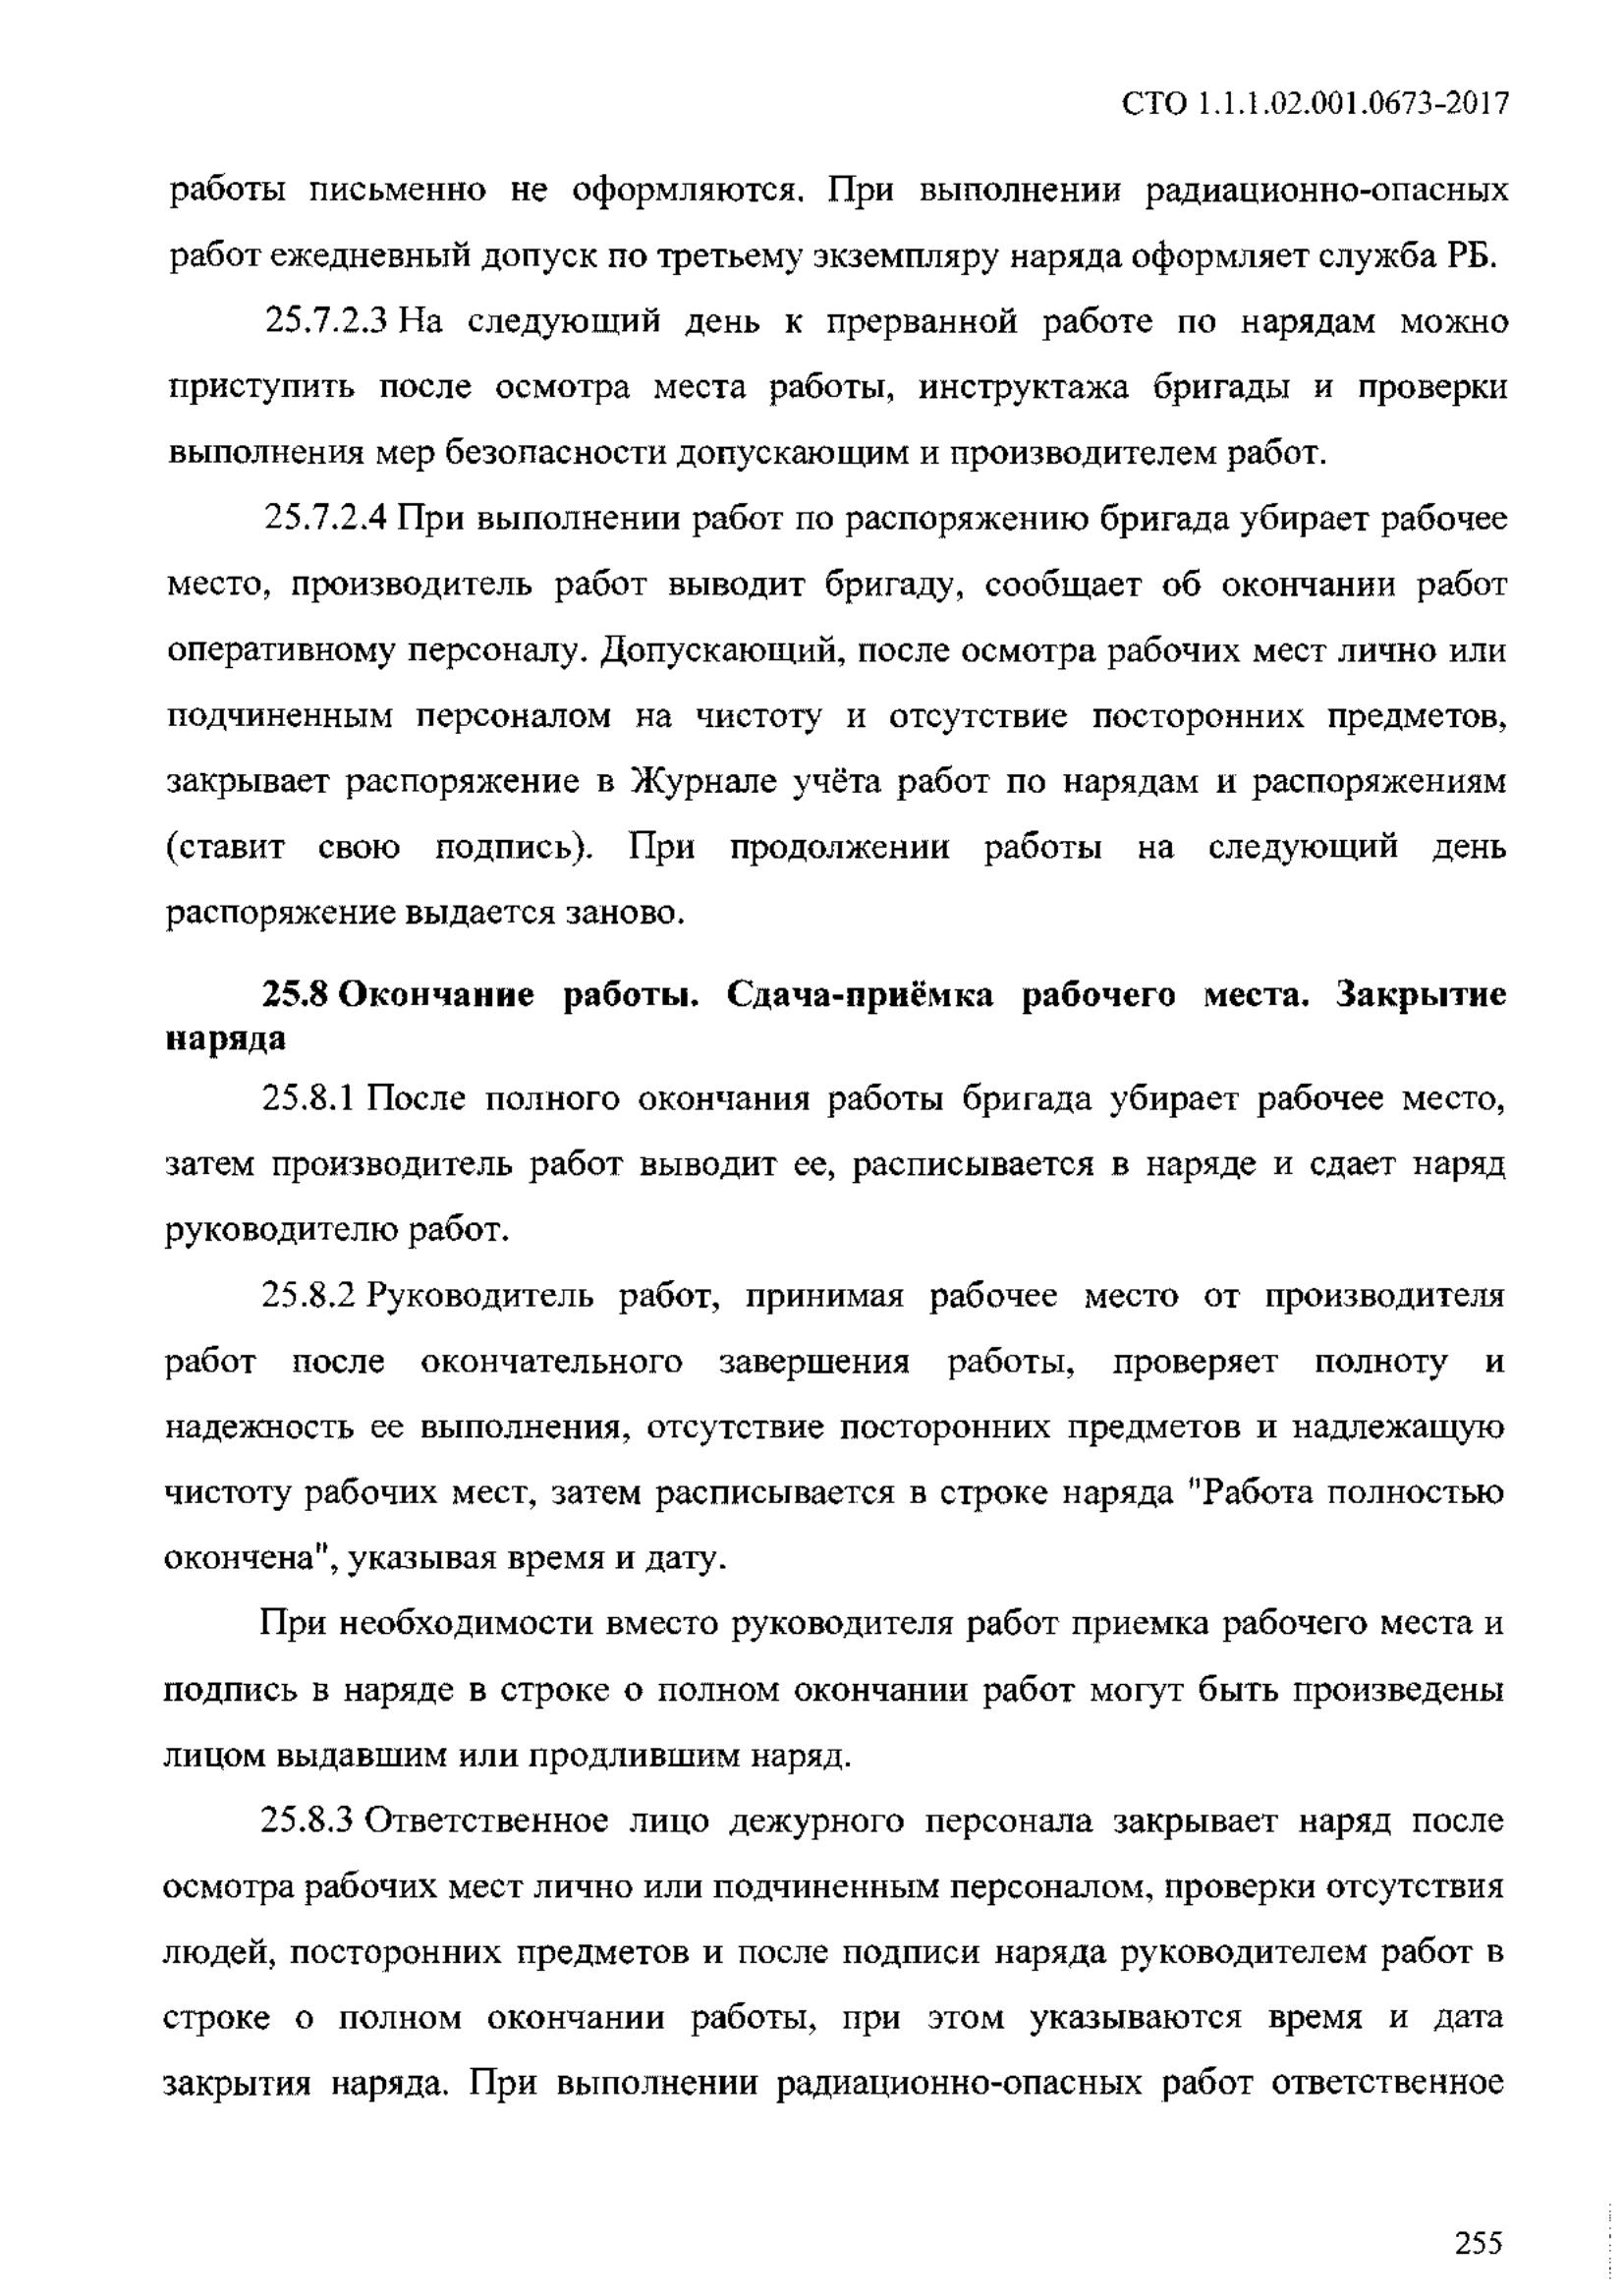 СТО 1.1.1.02.001.0673-2017
работы письменно не оформляются. При выполнении радиационно-опасных
работ ежедневный допуск по третьему экземпляру наряда оформляет служба РБ.
25.7.2.3 На следующий день к прерванной работе по нарядам можно
приступить после осмотра места работы, инструктажа бригады и проверки
выполнения мер безопасности допускающим и производителем работ.
25.7.2.4 При выполнении работ по распоряжению бригада убирает рабочее
место, производитель работ выводит бригаду, сообщает об окончании работ
оперативному персоналу. Допускающий, после осмотра рабочих мест лично или
подчиненным персоналом на чистоту и отсутствие посторонних предметов,
закрывает распоряжение в Журнале учёта работ по нарядам и распоряжениям
(ставит свою подпись). При продолжении работы на следующий день
распоряжение выдается заново.
25.8 Окончание работы. Сдача-приёмка рабочего места. Закрытие
наряда
25.8.1 После полного окончания работы бригада убирает рабочее место,
затем производитель работ выводит ее, расписывается в наряде и сдает наряд
руководителю работ.
25.8.2 Руководитель работ, принимая рабочее место от производителя
работ после окончательного завершения работы, проверяет полноту и
надежность ее выполнения, отсутствие посторонних предметов и надлежащую
чистоту рабочих мест, затем расписывается в строке наряда "Работа полностью
окончена", указывая время и дату.
При необходимости вместо руководителя работ приемка рабочего места и
подпись в наряде в строке о полном окончании работ могут быть произведены
лицом выдавшим или продлившим наряд.
25.8.3 Ответственное лицо дежурного персонала закрывает наряд после
осмотра рабочих мест лично или подчиненным персоналом, проверки отсутствия
людей, посторонних предметов и после подписи наряда руководителем работ в
строке о полном окончании работы, при этом указываются время и дата
закрытия наряда. При выполнении радиационно-опасных работ ответственное
255